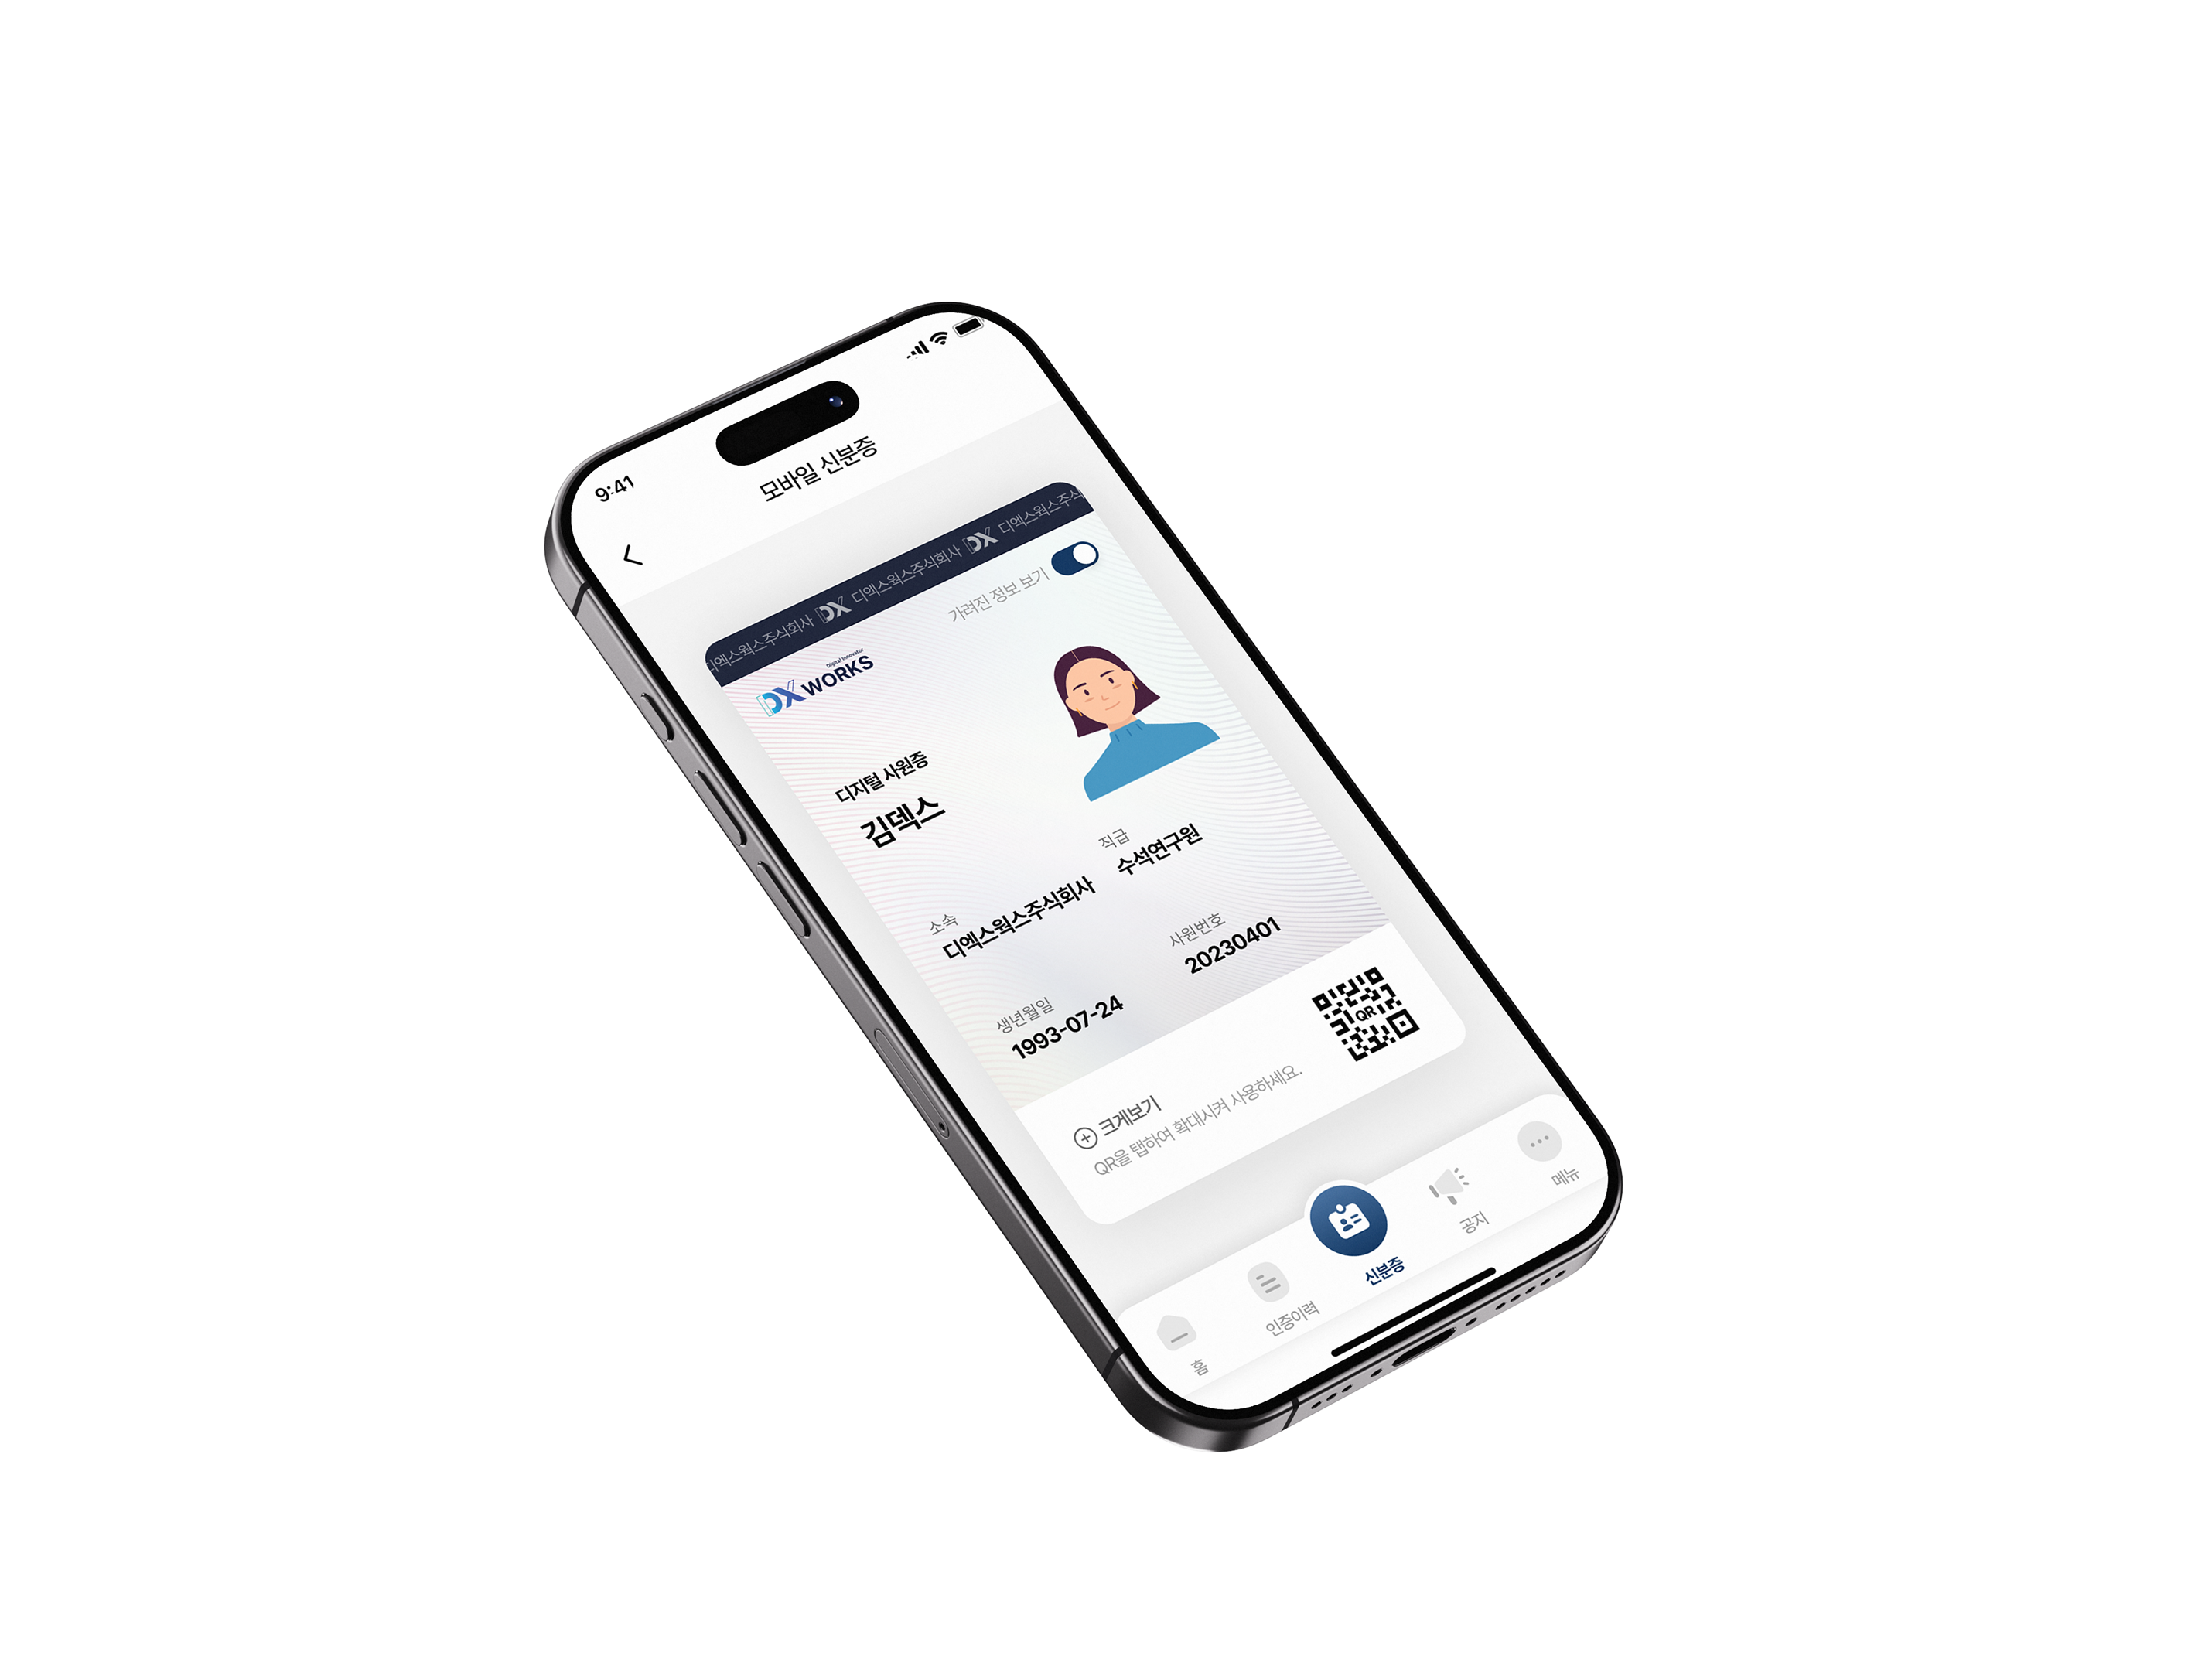 9:41
모바일 신분증
디엑스웍스주식회사 DX 디엑스웍스주식회사 DX 디엑스웍스주식
가려진 정보 보기
Digital Innovator
DX WORKS
디지털 사원증
김덱스
직급
수석연구원
소속
디엑스웍스주식회사
사원번호
20230401
생년월일
1993-07-24
QR
크게보기
QR을 탭하여 확대시켜 사용하세요..
홈
인증이력
신분증
공지
메뉴